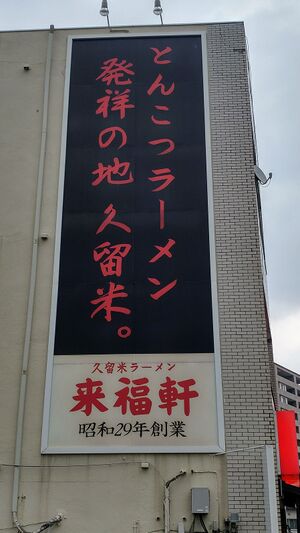 とんこつラーメン
発祥の地 久留米。
久留米ラーメン
来福軒
昭和29年創業